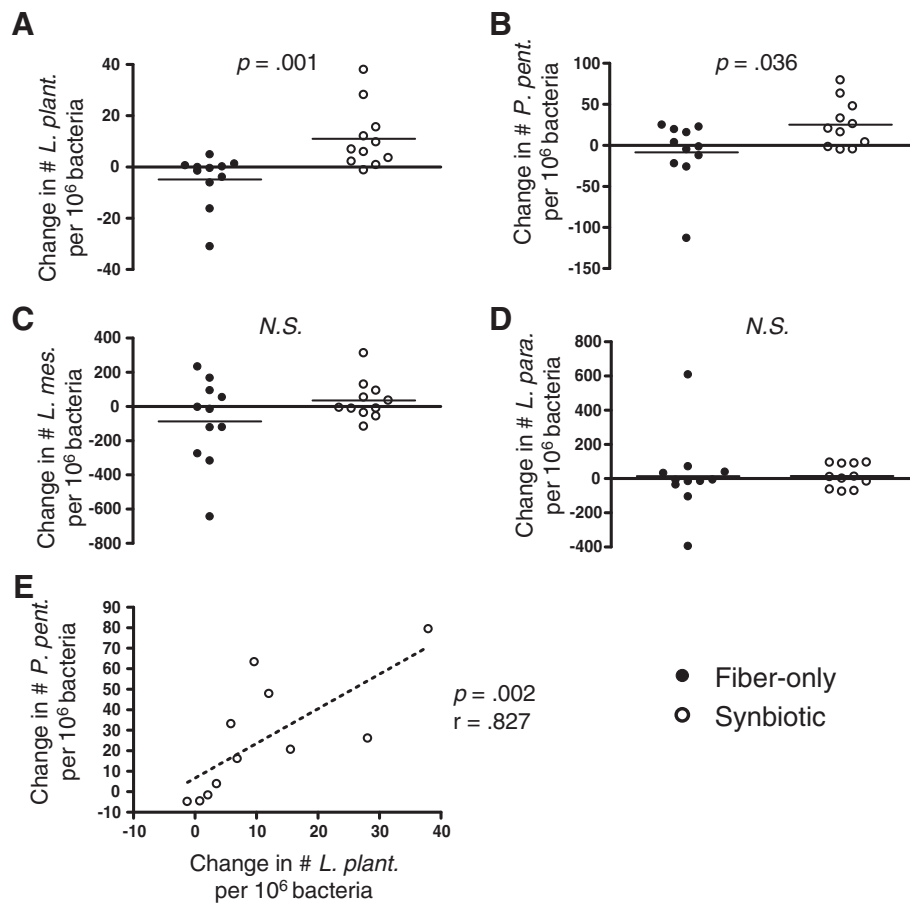 A
p = .001
Change in # L. plant.
per 10⁶ bacteria
40
20
0
-20
-40
B
p = .036
Change in # P. pent.
per 10⁶ bacteria
100
50
0
-50
-100
-150
C
N.S.
Change in # L. mes.
per 10⁶ bacteria
400
200
0
-200
-400
-600
-800
D
N.S.
Change in # L. para.
per 10⁶ bacteria
800
600
400
200
0
-200
-400
E
Change in # P. pent.
per 10⁶ bacteria
90
80
70
60
50
40
30
20
10
0
-10
-10 0 10 20 30 40
Change in # L. plant.
per 10⁶ bacteria
p = .002
r = .827
Fiber-only
Synbiotic